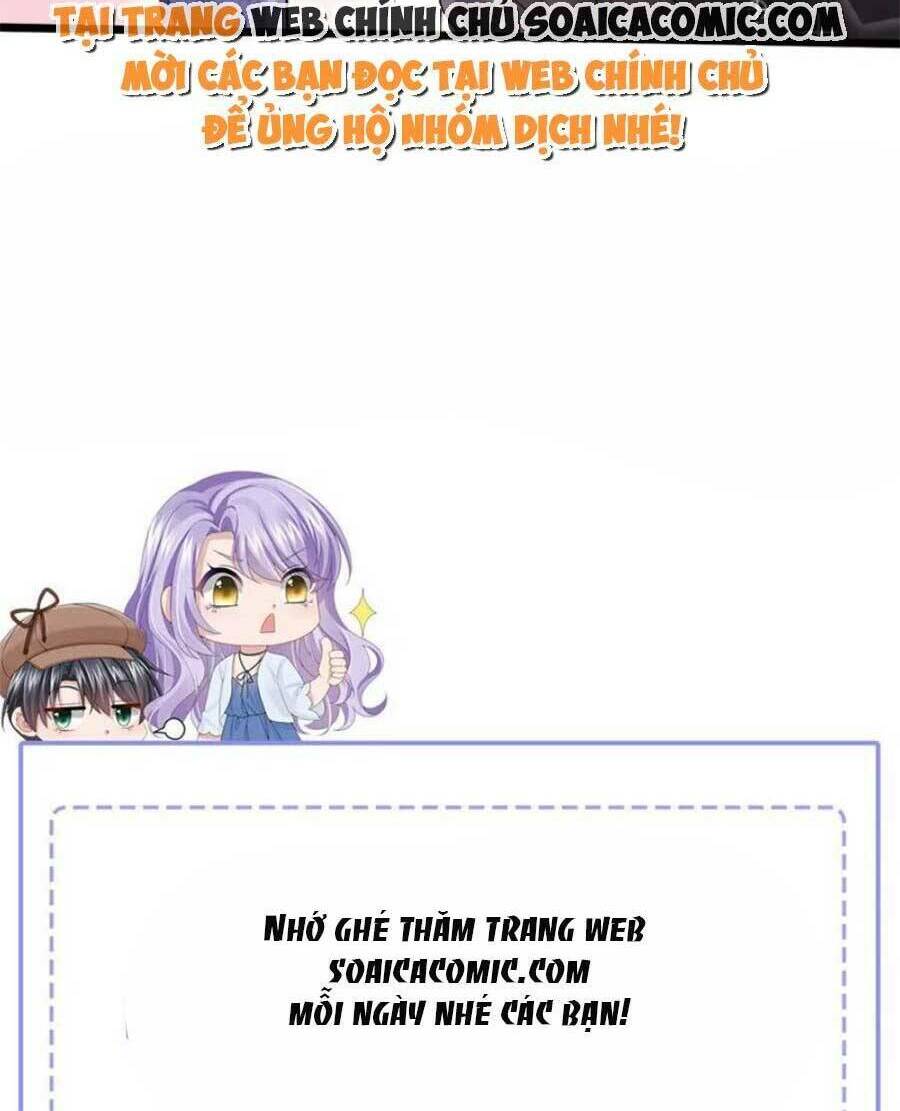 TẠI TRANG WEB CHÍNH CHỦ SOAICACOMIC.COM
MỜI CÁC BẠN ĐỌC TẠI WEB CHÍNH CHỦ
ĐỂ ỦNG HỘ NHÓM DỊCH NHÉ!
NHỚ GHÉ THĂM TRANG WEB
SOAICACOMIC.COM
MỖI NGÀY NHÉ CÁC BẠN!